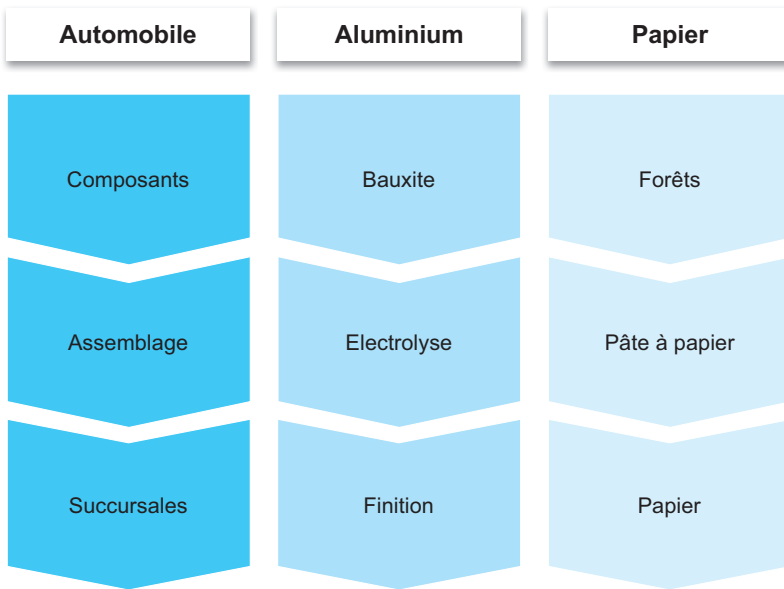 Automobile
Aluminium
Papier
Composants
Bauxite
Forêts
Assemblage
Electrolyse
Pâte à papier
Succursales
Finition
Papier